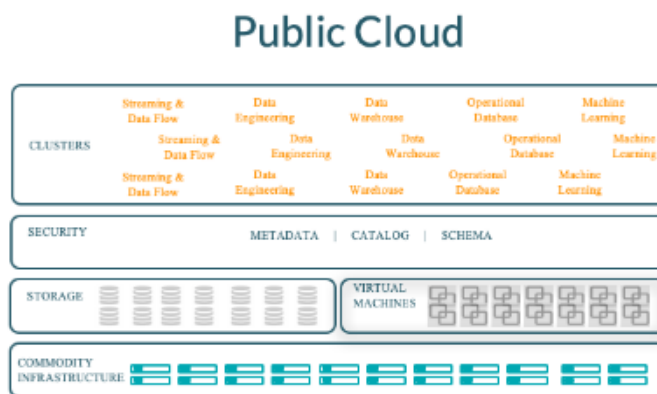 Public Cloud
CLUSTERS
Streaming & Data Engineering Data Warehouse Operational Machine
Data Flow Database Learning
Streaming & Data Engineering Data Warehouse Operational Machine
Data Flow Database Learning
Streaming & Data Engineering Data Warehouse Operational Machine
Data Flow Database Learning
SECURITY
METADATA | CATALOG | SCHEMA
STORAGE
VIRTUAL
MACHINES
COMMODITY
INFRASTRUCTURE